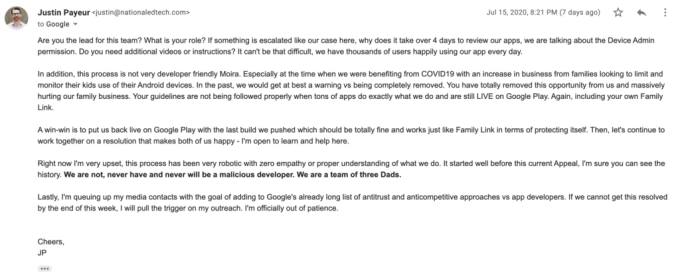 Justin Payeur <justin@nationaledtech.com>
Jul 15, 2020, 8:21 PM (7 days ago)
to Google
Are you the lead for this team? What is your role? If something is escalated like our case here, why does it take over 4 days to review our apps, we are talking about the Device Admin
permission. Do you need additional videos or instructions? It can't be that difficult, we have thousands of users happily using our app every day.
In addition, this process is not very developer friendly Moira. Especially at the time when we were benefiting from COVID19 with an increase in business from families looking to limit and
monitor their kids use of their Android devices. In the past, we would get at best a warning vs being completely removed. You have totally removed this opportunity from us and massively
hurting our family business. Your guidelines are not being followed properly when tons of apps do exactly what we do and are still LIVE on Google Play. Again, including your own Family
Link.
A win-win is to put us back live on Google Play with the last build we pushed which should be totally fine and works just like Family Link in terms of protecting itself. Then, let's continue to
work together on a resolution that makes both of us happy - I'm open to learn and help here.
Right now I'm very upset, this process has been very robotic with zero empathy or proper understanding of what we do. It started well before this current Appeal, I'm sure you can see the
history. We are not, never have and never will be a malicious developer. We are a team of three Dads.
Lastly, I'm queuing up my media contacts with the goal of adding to Google's already long list of antitrust and anticompetitive approaches vs app developers. If we cannot get this resolved
by the end of this week, I will pull the trigger on my outreach. I'm officially out of patience.
Cheers,
JP